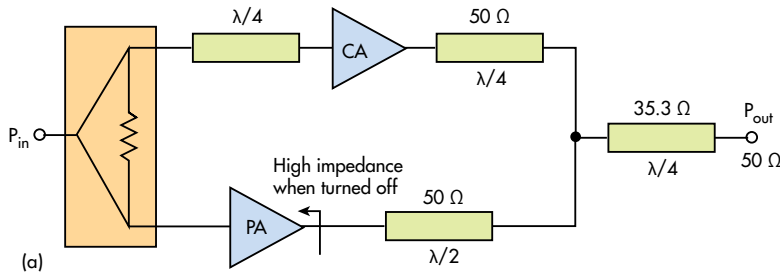 λ/4
CA
50 Ω
λ/4
35.3 Ω
λ/4
P_out
50 Ω
P_in
High impedance
when turned off
PA
50 Ω
λ/2
(a)